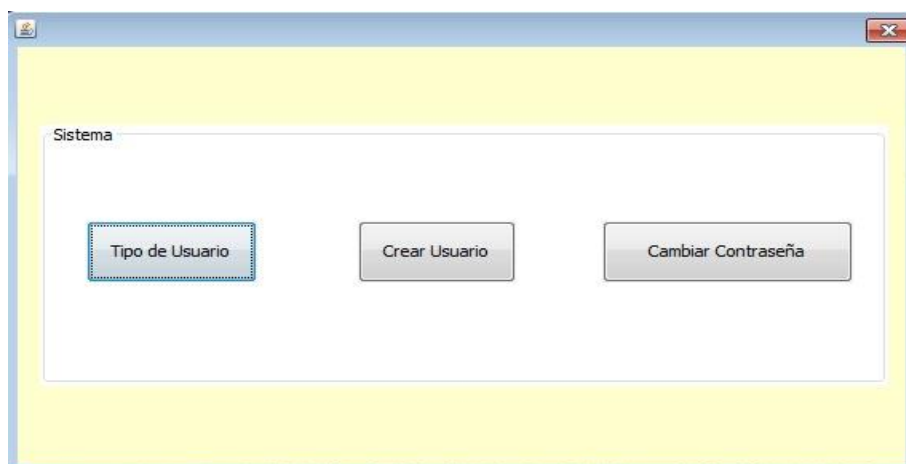 Sistema
Tipo de Usuario
Crear Usuario
Cambiar Contraseña